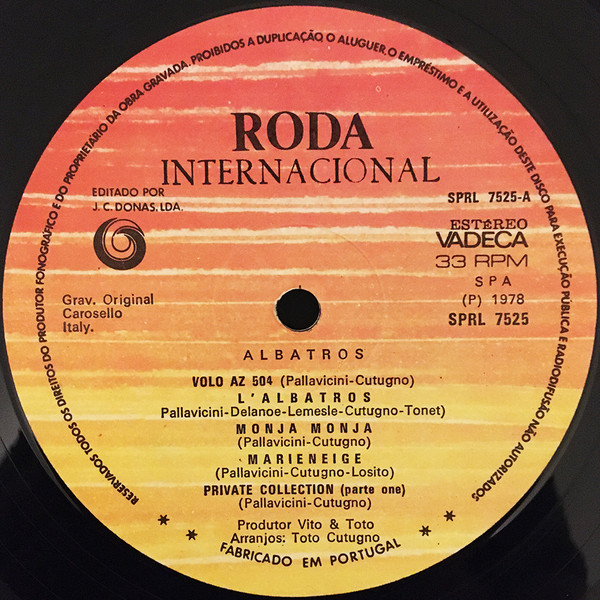 RESERVADOS TODOS OS DIREITOS DO PRODUTOR FONOGRÁFICO E DO PROPRIETÁRIO DA OBRA GRAVADA. PROIBIDOS A DUPLICAÇÃO O ALUGUER, O EMPRÉSTIMO E A UTILIZAÇÃO DESTE DISCO PARA EXECUÇÃO PÚBLICA E RADIODIFUSÃO NÃO AUTORIZADOS
RODA
INTERNACIONAL
EDITADO POR
J. C. DONAS, LDA.
SPRL 7525-A
ESTÉREO
VADECA
33 RPM
SPA
(P) 1978
SPRL 7525
Grav. Original
Carosello
Italy.
ALBATROS
VOLO AZ 504 (Pallavicini-Cutugno)
L'ALBATROS
Pallavicini-Delanoe-Lemesle-Cutugno-Tonet)
MONJA MONJA
(Pallavicini-Cutugno)
MARIENEIGE
(Pallavicini-Cutugno-Losito)
PRIVATE COLLECTION (parte one)
(Pallavicini-Cutugno)
Produtor Vito & Toto
Arranjos: Toto Cutugno
* * FABRICADO EM PORTUGAL * *